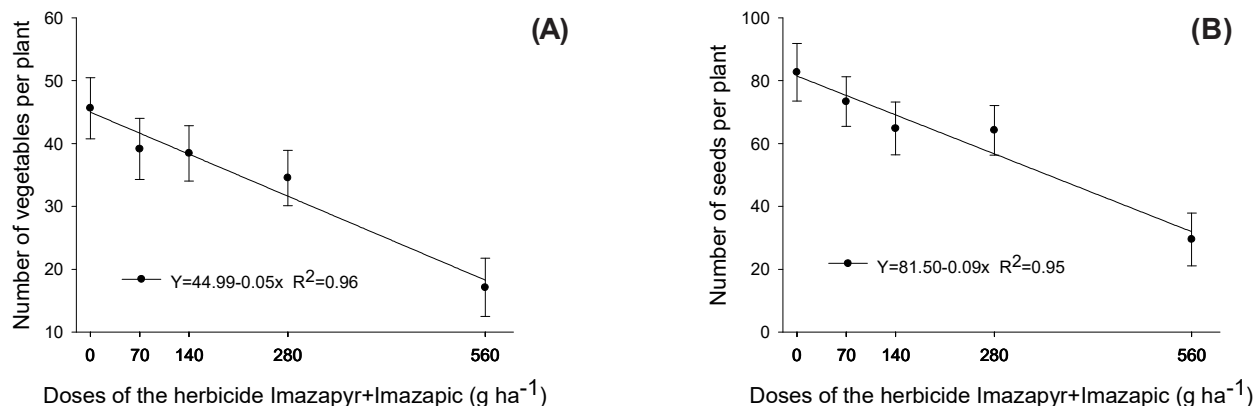 (A)
Number of vegetables per plant
60
50
40
30
20
10
Y=44.99-0.05x R²=0.96
0 70 140 280 560
Doses of the herbicide Imazapyr+Imazapic (g ha⁻¹)
(B)
Number of seeds per plant
100
80
60
40
20
0
Y=81.50-0.09x R²=0.95
0 70 140 280 560
Doses of the herbicide Imazapyr+Imazapic (g ha⁻¹)